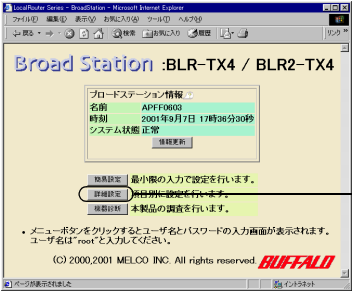 LocalRouter Series - BroadStation - Microsoft Internet Explorer
ファイル(F) 編集(E) 表示(V) お気に入り(A) ツール(T) ヘルプ(H)
戻る 検索 お気に入り 履歴 リンク »
Broad Station :BLR-TX4 / BLR2-TX4
ブロードステーション情報
名前 APFF0603
時刻 2001年9月7日 17時36分30秒
システム状態 正常
情報更新
簡易設定 最小限の入力で設定を行います。
詳細設定 項目別に設定を行います。
機器診断 本製品の調査を行います。
・メニューボタンをクリックするとユーザ名とパスワードの入力画面が表示されます。
ユーザ名は"root"と入力してください。
(C) 2000,2001 MELCO INC. All rights reserved. BUFFALO
ページが表示されました イントラネット